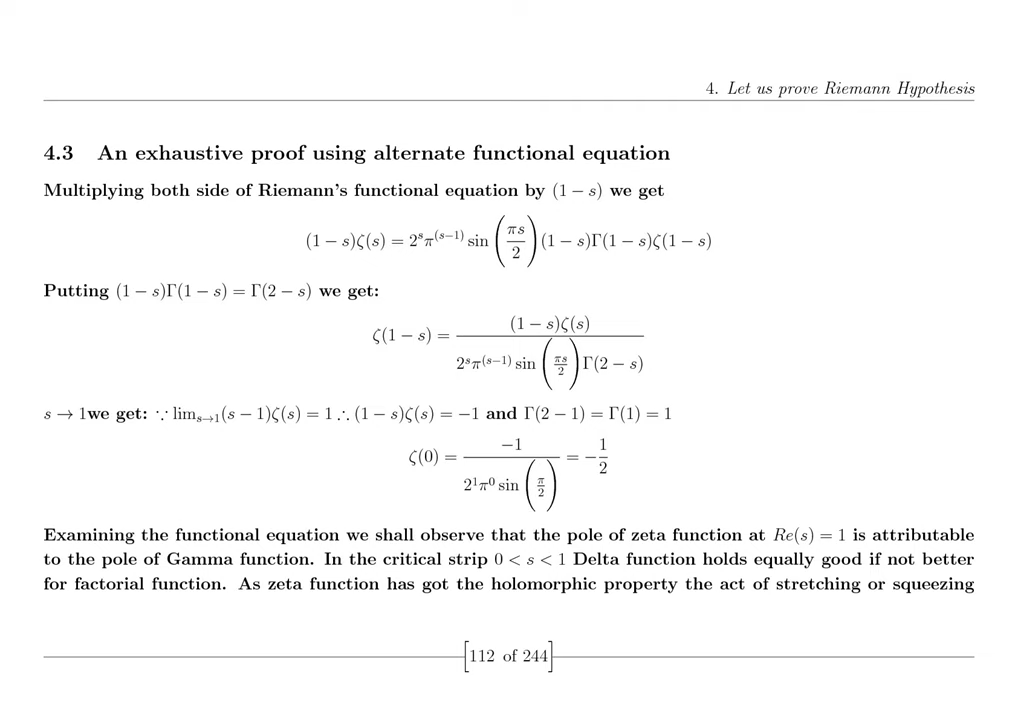 4. Let us prove Riemann Hypothesis
4.3 An exhaustive proof using alternate functional equation
Multiplying both side of Riemann's functional equation by (1 − s) we get
(1 − s)ζ(s) = 2^s π^(s−1) sin(πs/2)(1 − s)Γ(1 − s)ζ(1 − s)
Putting (1 − s)Γ(1 − s) = Γ(2 − s) we get:
ζ(1 − s) = (1 − s)ζ(s) / 2^s π^(s−1) sin(πs/2)Γ(2 − s)
s → 1we get: ∵ lim_{s→1}(s − 1)ζ(s) = 1 ∴ (1 − s)ζ(s) = −1 and Γ(2 − 1) = Γ(1) = 1
ζ(0) = −1 / 2^1 π^0 sin(π/2) = −1/2
Examining the functional equation we shall observe that the pole of zeta function at Re(s) = 1 is attributable
to the pole of Gamma function. In the critical strip 0 < s < 1 Delta function holds equally good if not better
for factorial function. As zeta function has got the holomorphic property the act of stretching or squeezing
[112 of 244]